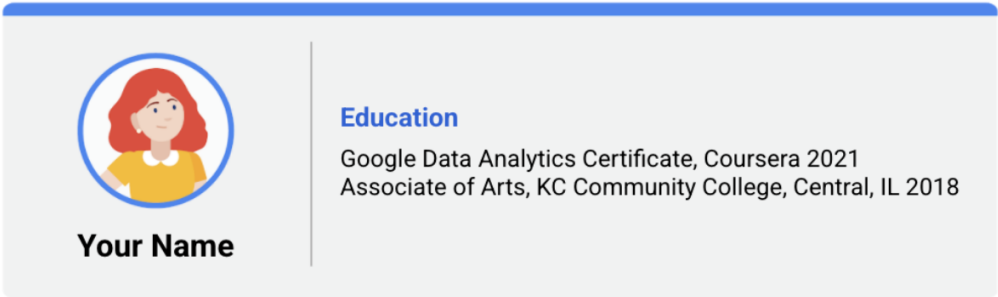 Education
Google Data Analytics Certificate, Coursera 2021
Associate of Arts, KC Community College, Central, IL 2018
Your Name